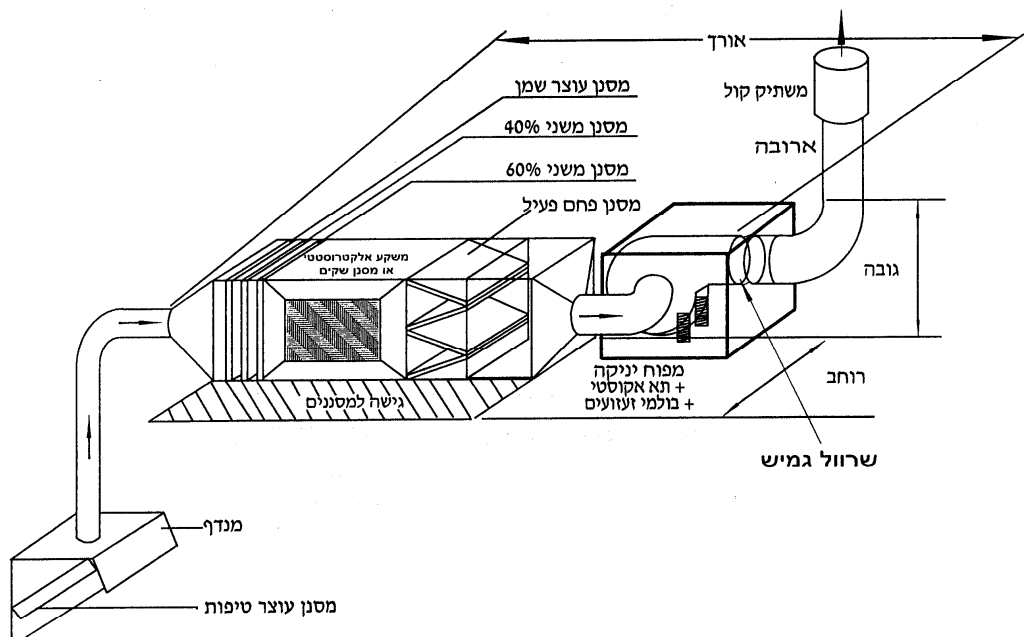 אורך
משתיק קול
מסנן עוצר שמן
מסנן משני 40%
ארובה
מסנן משני 60%
מסנן פחם פעיל
משקע אלקטרוסטטי
או מסנן שקים
גובה
מפוח יניקה
+ תא אקוסטי
+ בולמי זעזועים
רוחב
גישה למסננים
שרוול גמיש
מנדף
מסנן עוצר טיפות